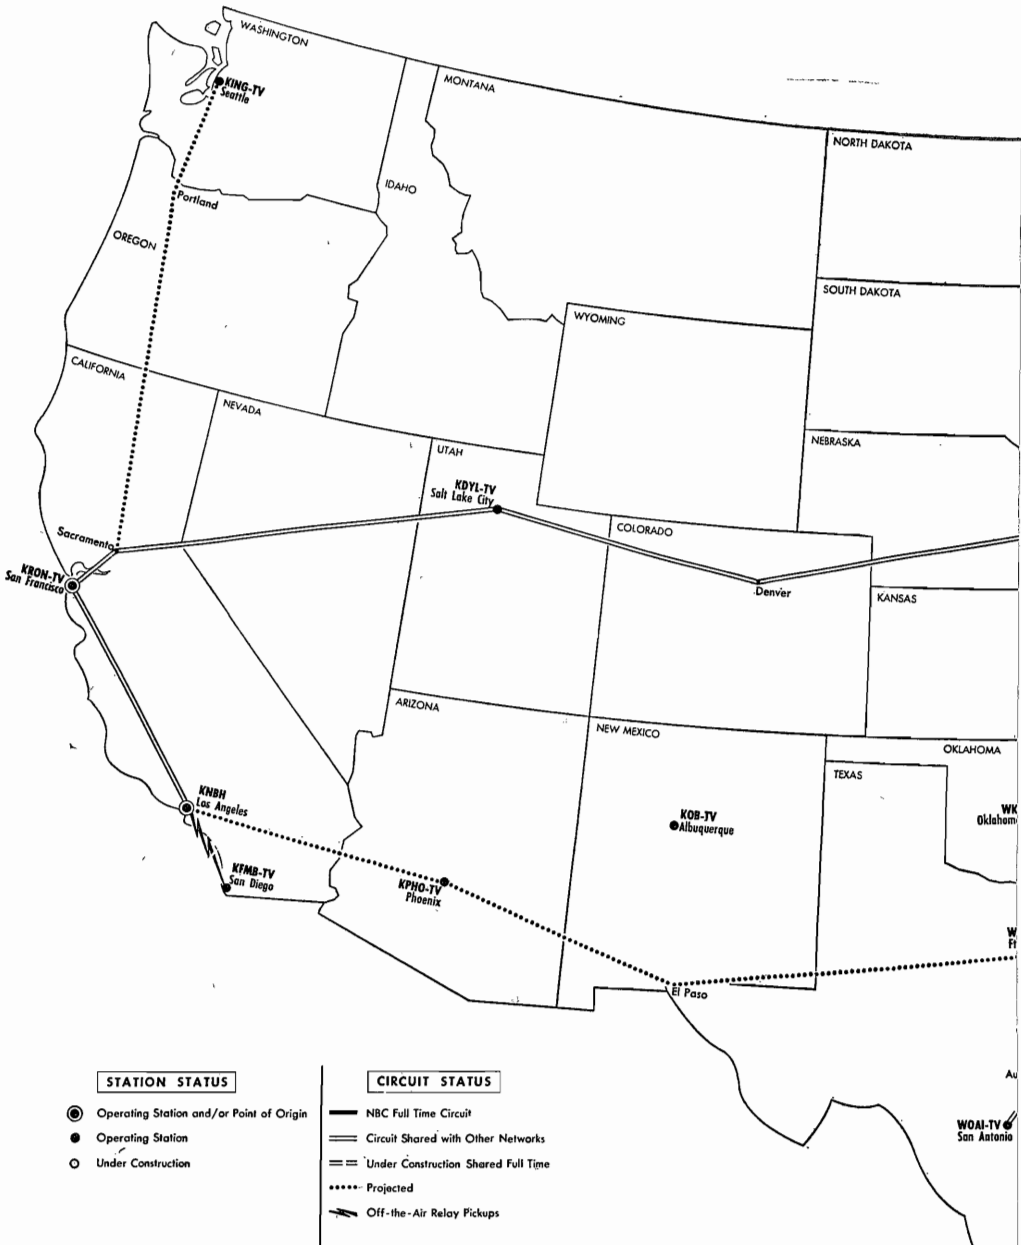 WASHINGTON
MONTANA
KING-TV
Seattle
NORTH DAKOTA
IDAHO
Portland
OREGON
SOUTH DAKOTA
WYOMING
CALIFORNIA
NEVADA
NEBRASKA
UTAH
KDYL-TV
Salt Lake City
COLORADO
Sacramento
KRON-TV
San Francisco
Denver
KANSAS
ARIZONA
NEW MEXICO
OKLAHOMA
TEXAS
KNBH
Los Angeles
KOB-TV
Albuquerque
WK
Oklahom
KFMB-TV
San Diego
KPHO-TV
Phoenix
W
Ft
El Paso
Au
WOAI-TV
San Antonio
STATION STATUS
Operating Station and/or Point of Origin
Operating Station
Under Construction
CIRCUIT STATUS
NBC Full Time Circuit
Circuit Shared with Other Networks
Under Construction Shared Full Time
Projected
Off-the-Air Relay Pickups